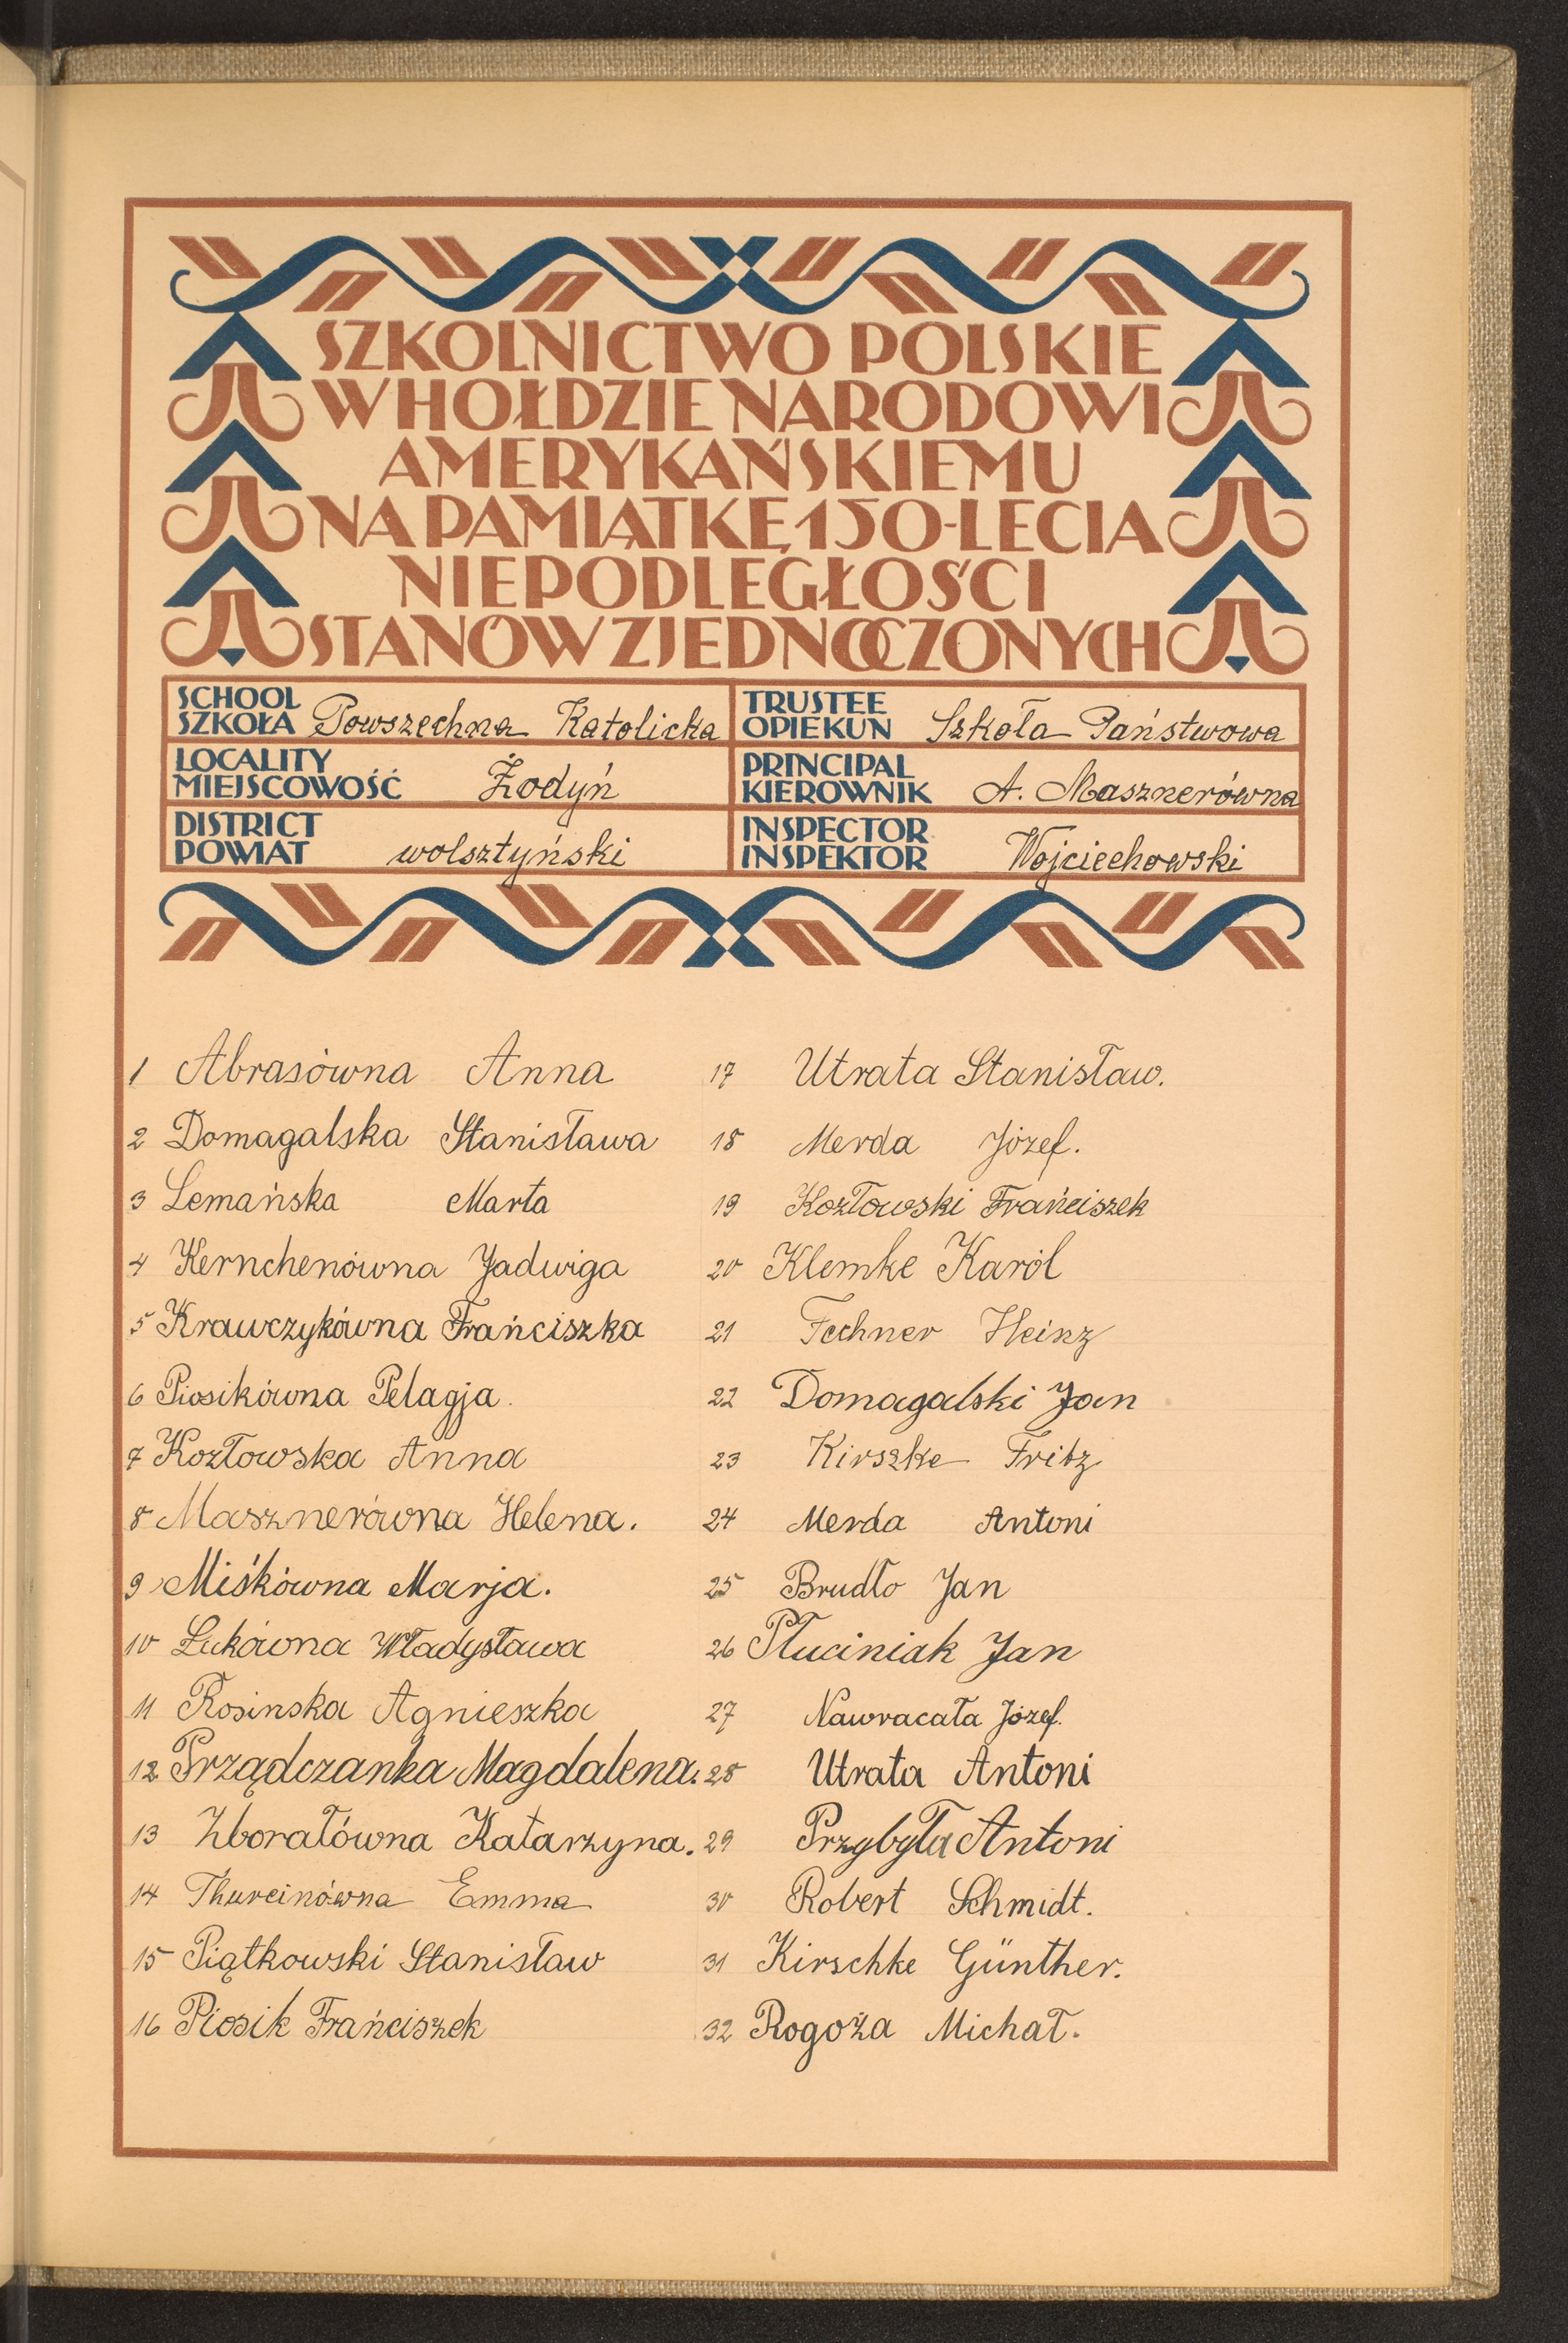 SZKOLNICTWO POLSKIE
W HOŁDZIE NARODOWI
AMERYKAŃSKIEMU
NA PAMIĄTKĘ 150-LECIA
NIEPODLEGŁOŚCI
STANÓW ZJEDNOCZONYCH
SCHOOL
SZKOŁA Powszechna Katolicka
TRUSTEE
OPIEKUN Szkoła Państwowa
LOCALITY
MIEJSCOWOŚĆ Żodyń
PRINCIPAL
KIEROWNIK A. Masznerówna
DISTRICT
POWIAT wolsztyński
INSPECTOR
INSPEKTOR Wojciechowski
1 Abrasówna Anna
2 Domagalska Stanisława
3 Lemańska Marta
4 Kernchenówna Jadwiga
5 Krawczykówna Frańciszka
6 Piosikówna Pelagja.
7 Kozłowska Anna
8 Masznerówna Helena.
9 Miśkówna Marja.
10 Łukówna Władysława
11 Rosinska Agnieszka
12 Prządczanka Magdalena.
13 Zborałówna Katarzyna.
14 Thureinówna Emma
15 Piątkowski Stanisław
16 Piosik Frańciszek
17 Utrata Stanisław.
18 Merda Józef.
19 Kozłowski Frańciszek
20 Klemke Karól
21 Fechner Heinz
22 Domagalski Jan
23 Kirszke Fritz
24 Merda Antoni
25 Brudło Jan
26 Płuciniak Jan
27 Nawracała Józef.
28 Utrata Antoni
29 Przybyła Antoni
30 Robert Schmidt.
31 Kirschke Günther.
32 Rogoża Michał.